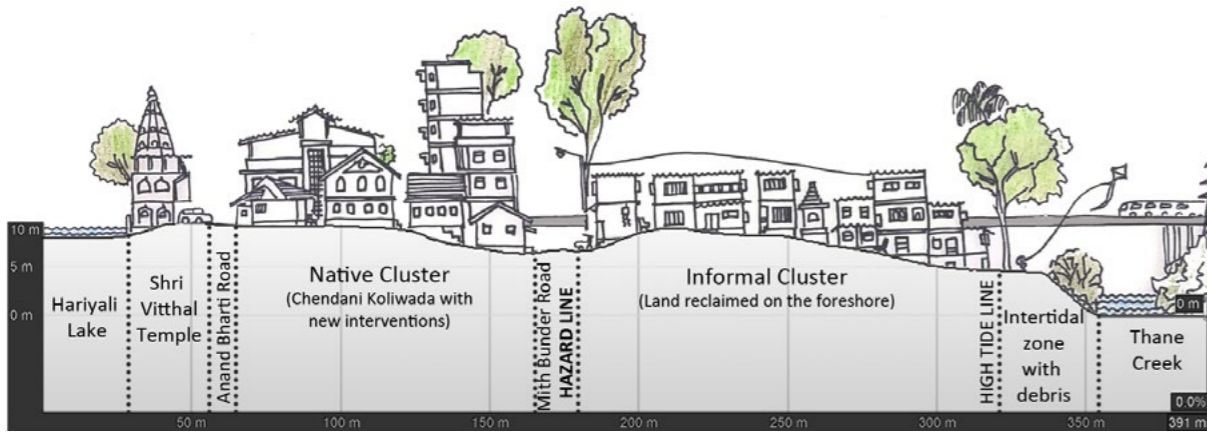 10 m
5 m
0 m
Hariyali
Lake
Shri
Vitthal
Temple
Anand Bharti Road
Native Cluster
(Chendani Koliwada with
new interventions)
Mith Bunder Road
HAZARD LINE
Informal Cluster
(Land reclaimed on the foreshore)
HIGH TIDE LINE
Intertidal
zone
with
debris
Thane
Creek
0 m
0.0%
50 m
100 m
150 m
200 m
250 m
300 m
350 m
391 m